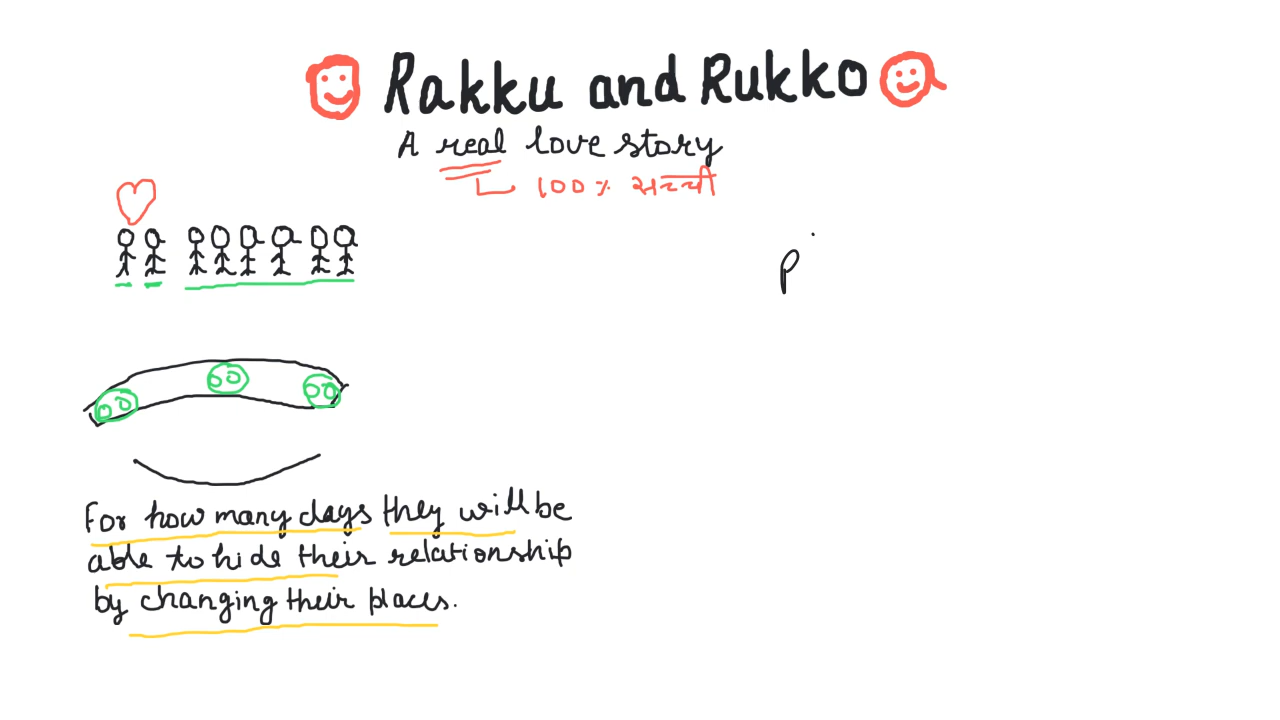 Rakku and Rukko
A real love story
100% सच्ची
P
For how many days they will be
able to hide their relationship
by changing their places.